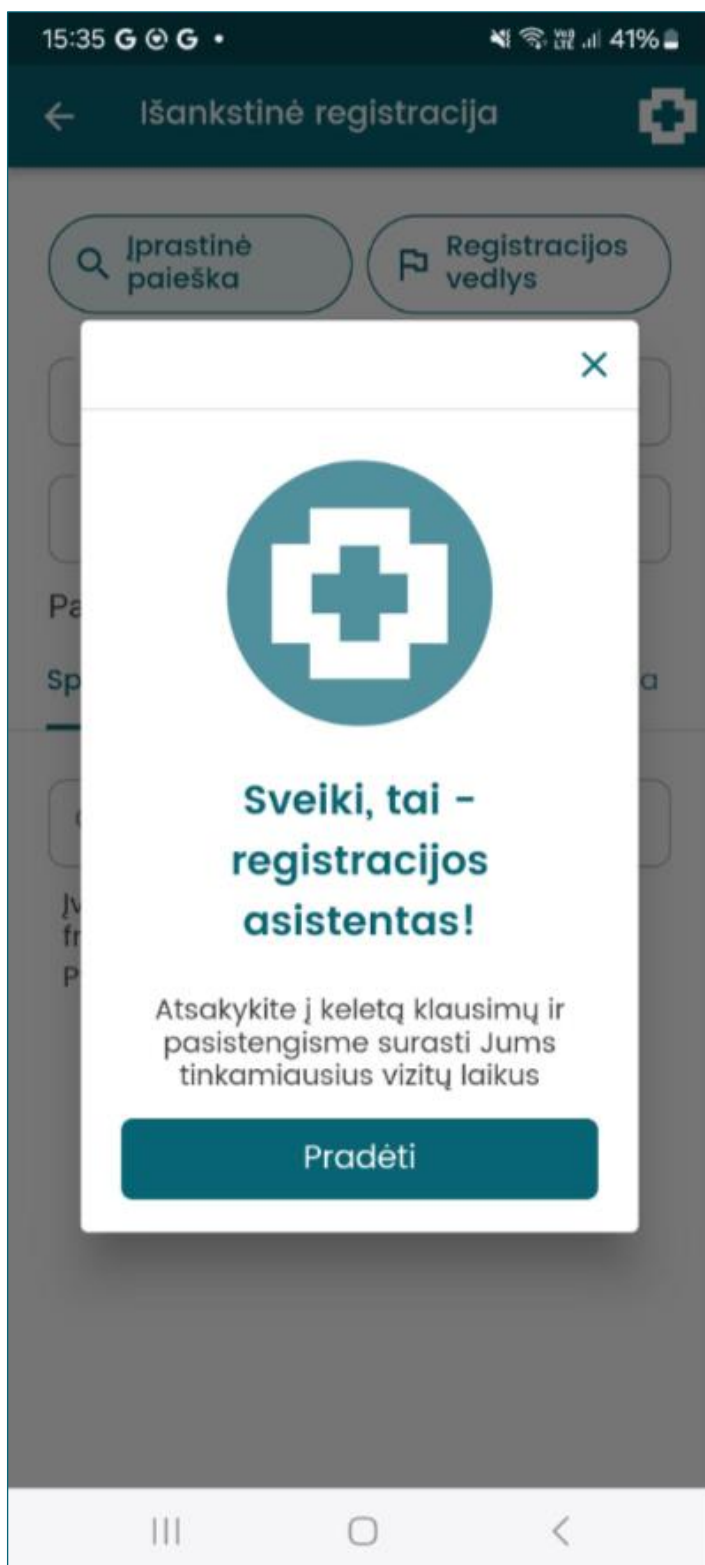 15:35 G G •
41%
Išankstinė registracija
Įprastinė
paieška
Registracijos
vedlys
Sveiki, tai -
registracijos
asistentas!
Atsakykite į keletą klausimų ir
pasistengisme surasti Jums
tinkamiausius vizitų laikus
Pradėti